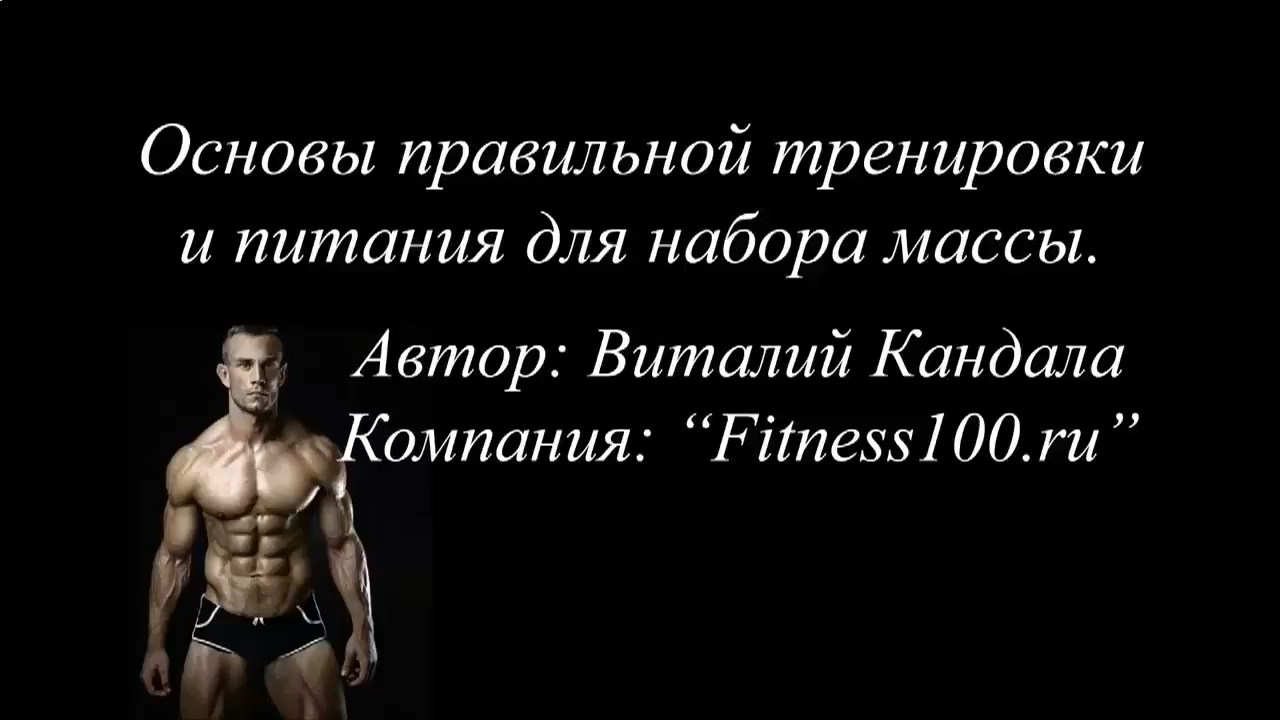 Основы правильной тренировки
и питания для набора массы.
Автор: Виталий Кандала
Компания: “Fitness100.ru”